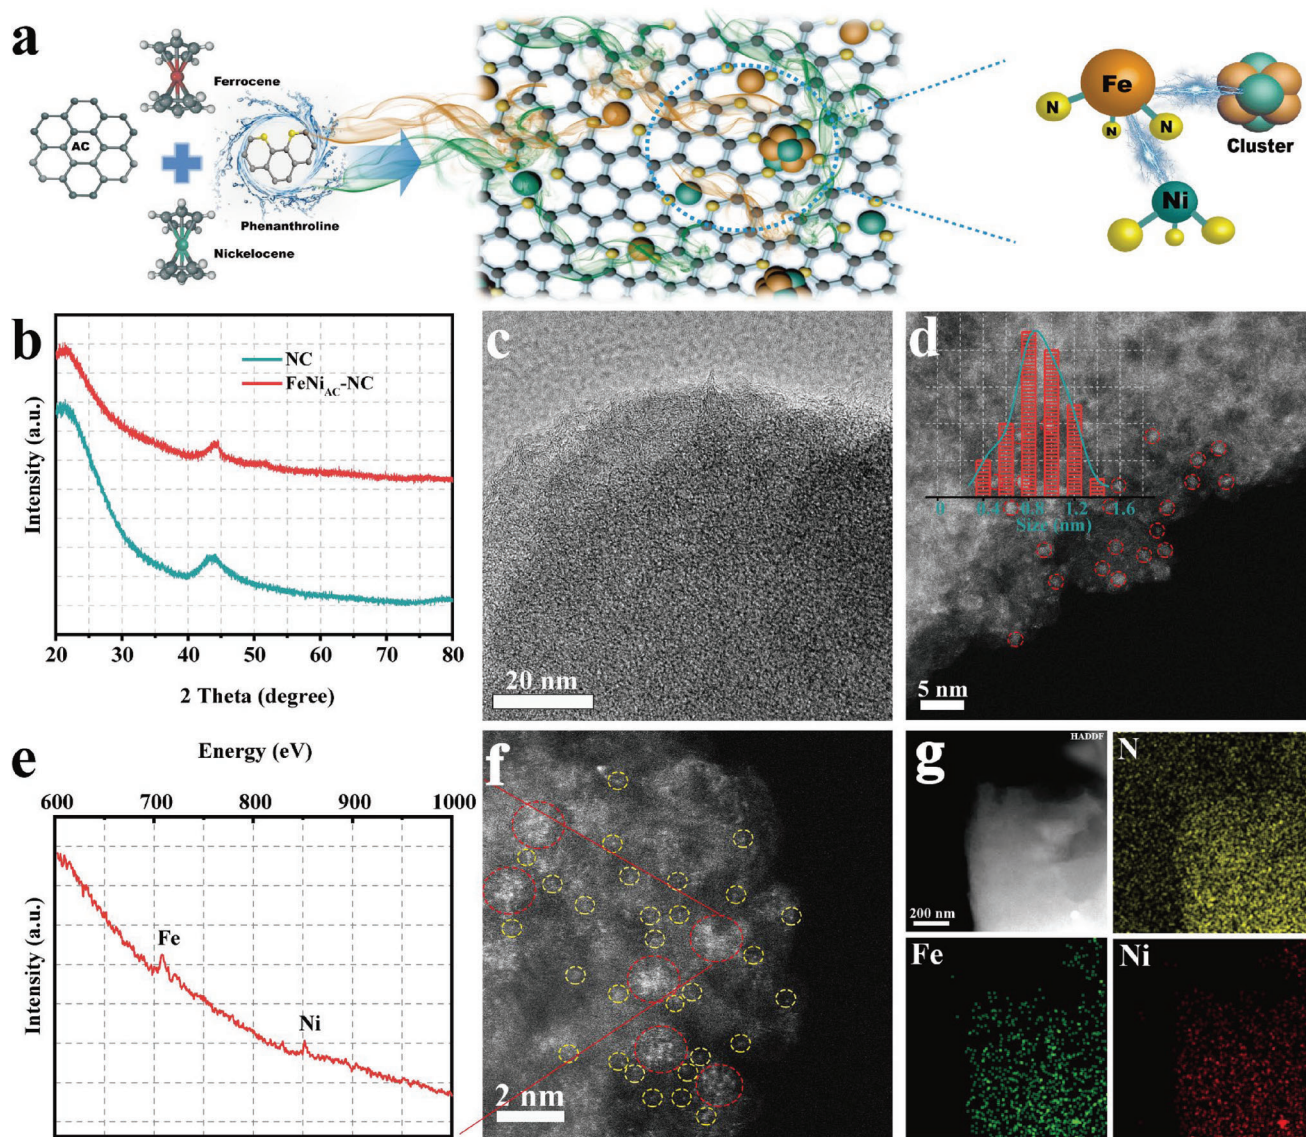 a
Ferrocene
AC
Phenanthroline
Nickelocene
Fe
N
N
N
Cluster
Ni
b
NC
FeNiAC-NC
Intensity (a.u.)
20 30 40 50 60 70 80
2 Theta (degree)
c
20 nm
d
0 0.4 0.8 1.2 1.6
Size (nm)
5 nm
e
Energy (eV)
600 700 800 900 1000
Fe
Ni
Intensity (a.u.)
f
2 nm
g
HADDF
200 nm
N
Fe
Ni